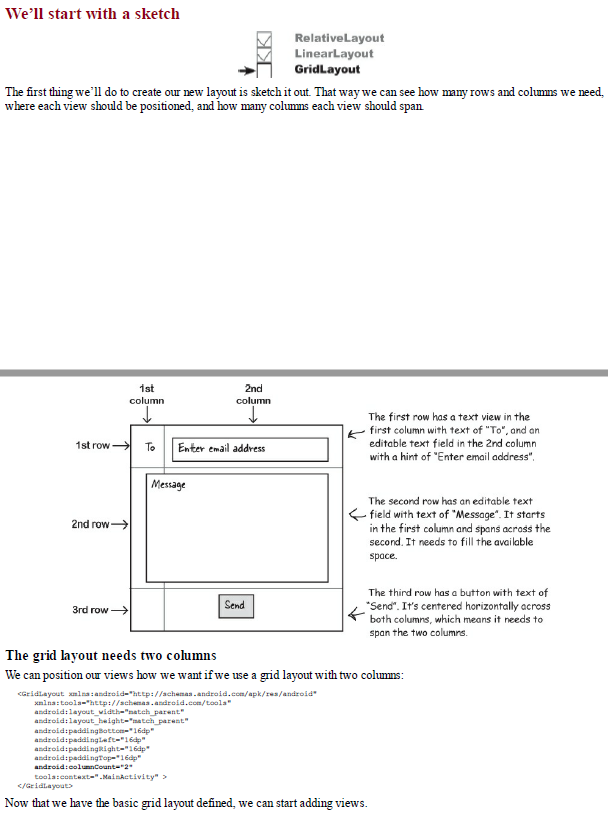 We'll start with a sketch
RelativeLayout
LinearLayout
GridLayout
The first thing we'll do to create our new layout is sketch it out. That way we can see how many rows and columns we need,
where each view should be positioned, and how many columns each view should span.
1st
column
2nd
column
1st row
To
Enter email address
The first row has a text view in the
first column with text of "To", and an
editable text field in the 2nd column
with a hint of "Enter email address".
Message
2nd row
The second row has an editable text
field with text of "Message". It starts
in the first column and spans across the
second. It needs to fill the available
space.
3rd row
Send
The third row has a button with text of
"Send". It's centered horizontally across
both columns, which means it needs to
span the two columns.
The grid layout needs two columns
We can position our views how we want if we use a grid layout with two columns:
<GridLayout xmlns:android="http://schemas.android.com/apk/res/android"
xmlns:tools="http://schemas.android.com/tools"
android:layout_width="match_parent"
android:layout_height="match_parent"
android:paddingBottom="16dp"
android:paddingLeft="16dp"
android:paddingRight="16dp"
android:paddingTop="16dp"
android:columnCount="2"
tools:context=".MainActivity" >
</GridLayout>
Now that we have the basic grid layout defined, we can start adding views.